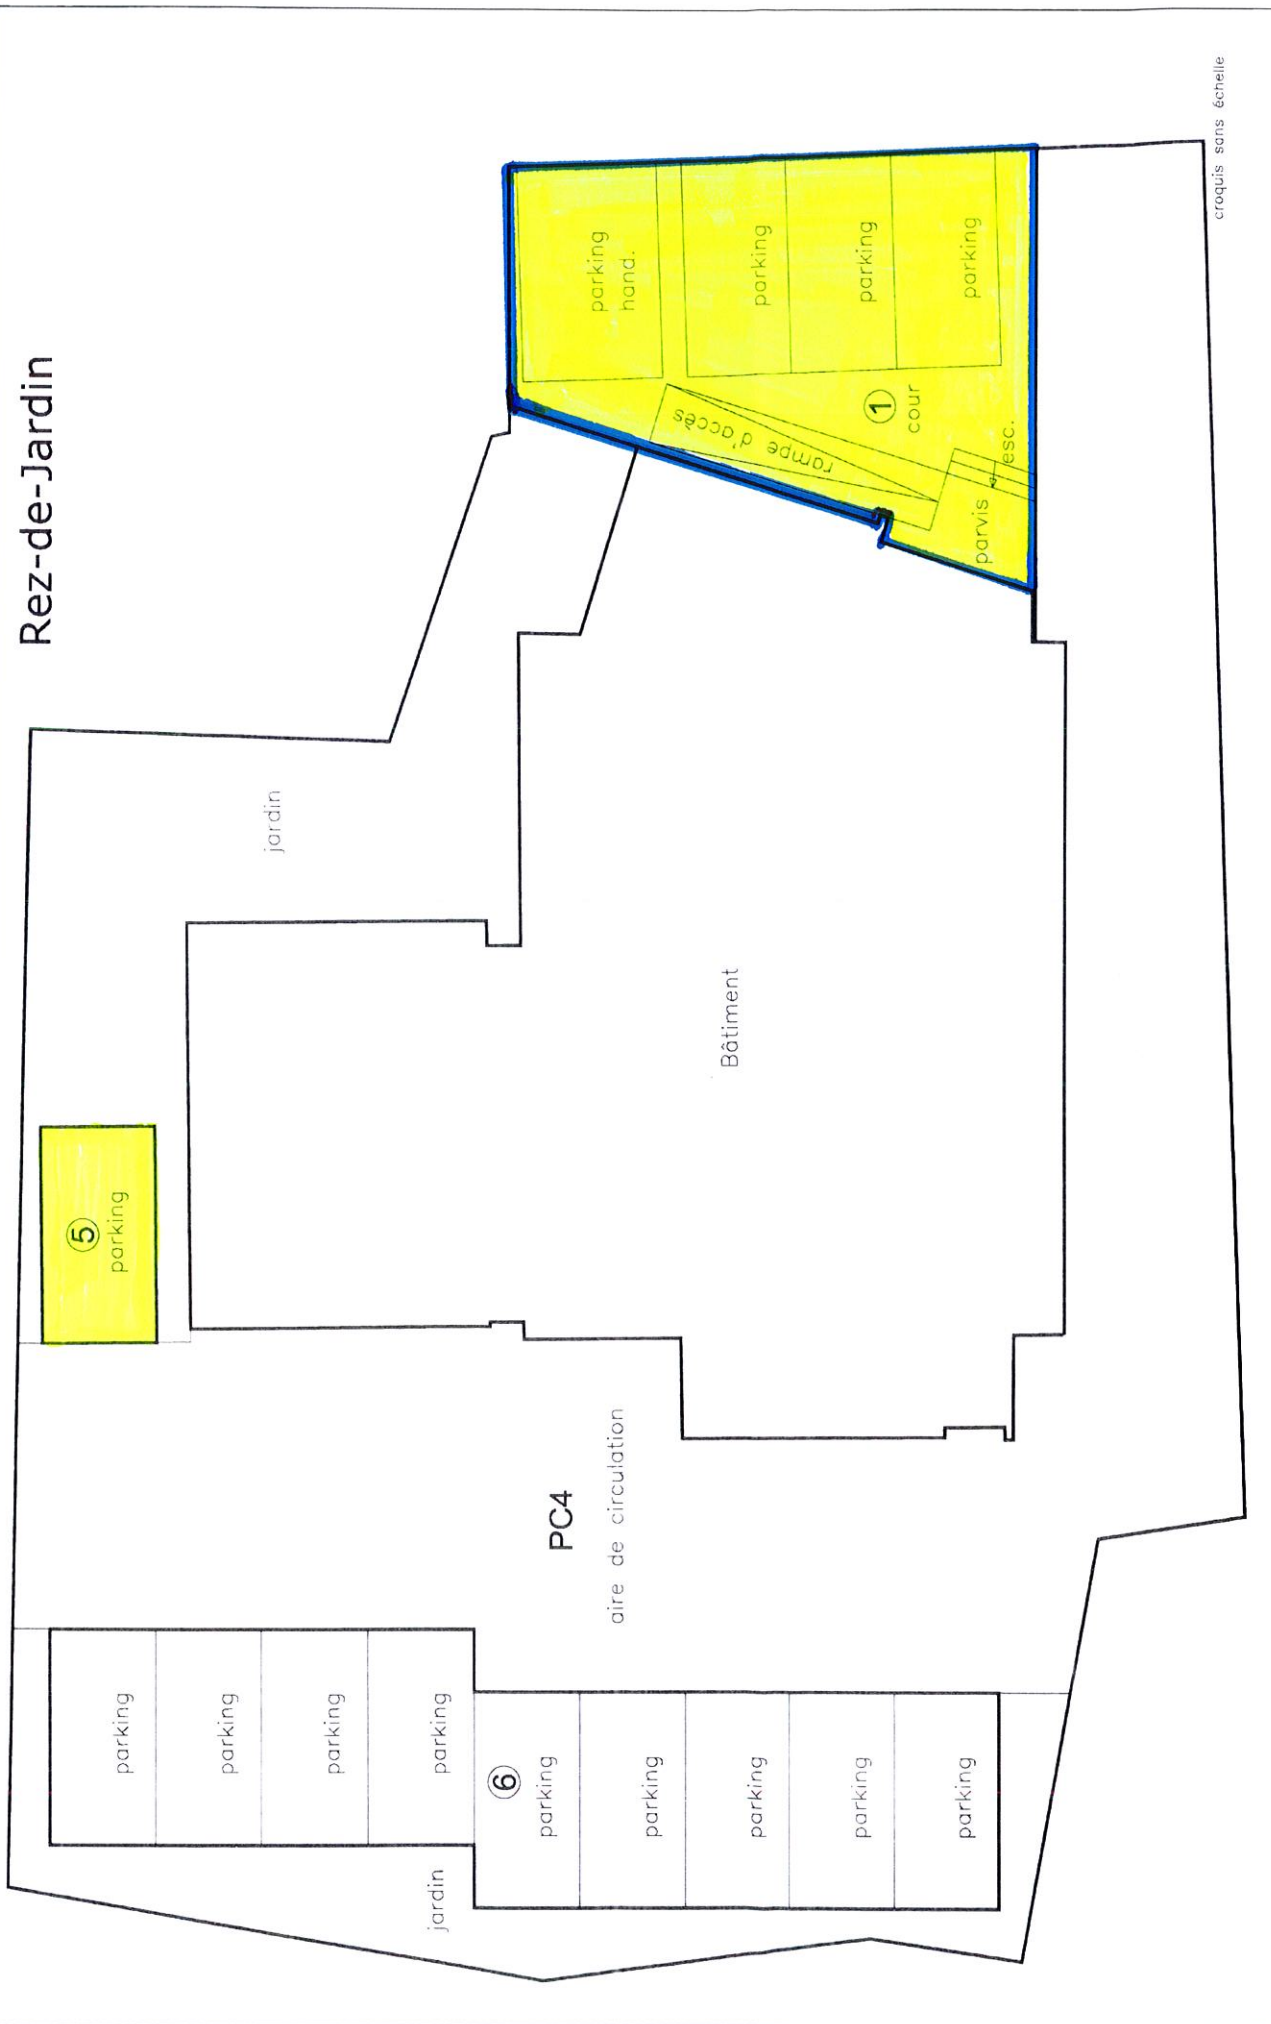 Rez-de-Jardin
5
parking
parking
parking
parking
parking
jardin
6
parking
parking
parking
parking
parking
PC4
aire de circulation
jardin
Bâtiment
parking
hand.
parking
parking
parking
rampe d'accès
1
cour
parvis
esc.
croquis sans échelle